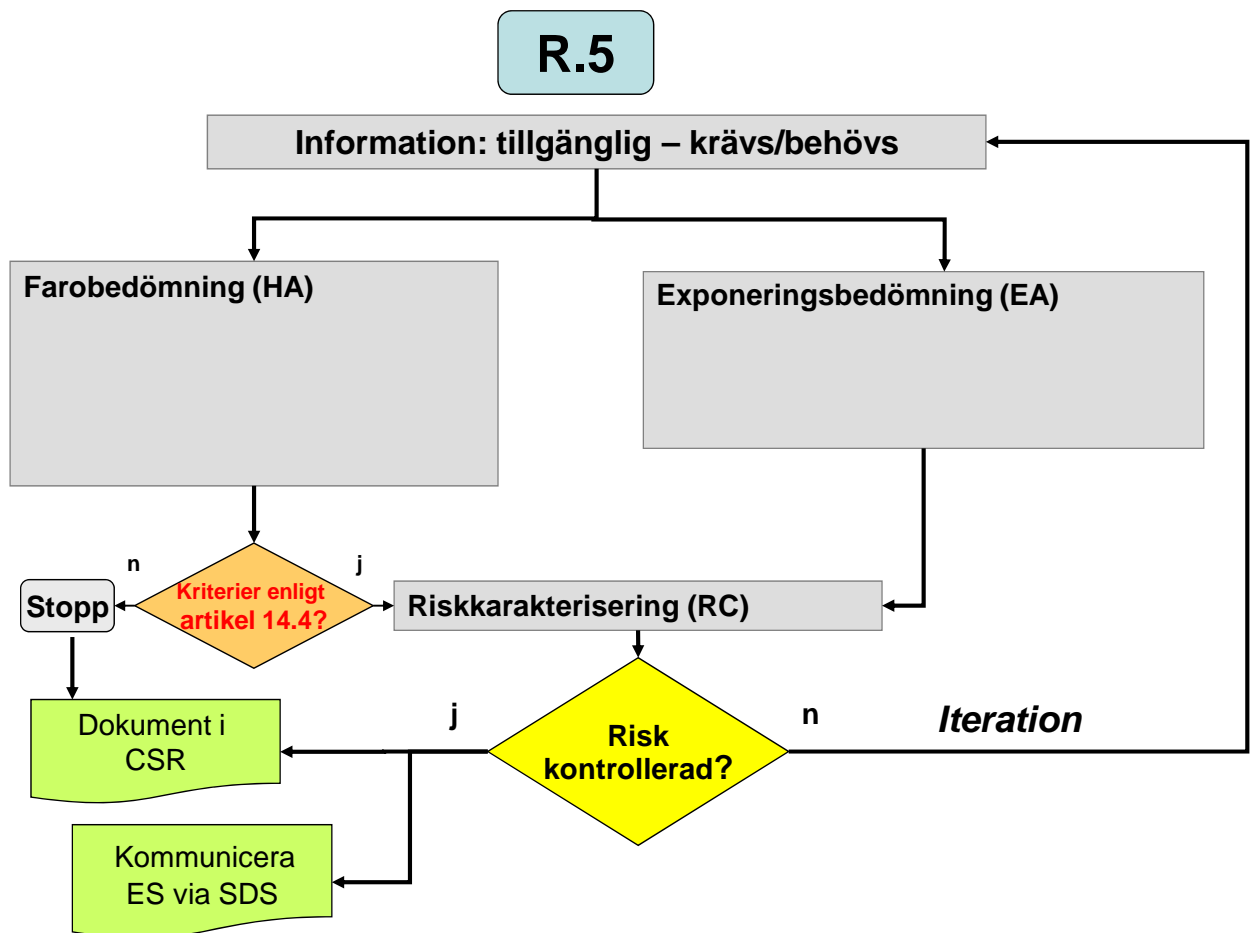 R.5
Information: tillgänglig – krävs/behövs
Farobedömning (HA)
Exponeringsbedömning (EA)
n
j
Kriterier enligt
artikel 14.4?
Stopp
Riskkarakterisering (RC)
Dokument i
CSR
j
n
Iteration
Risk
kontrollerad?
Kommunicera
ES via SDS